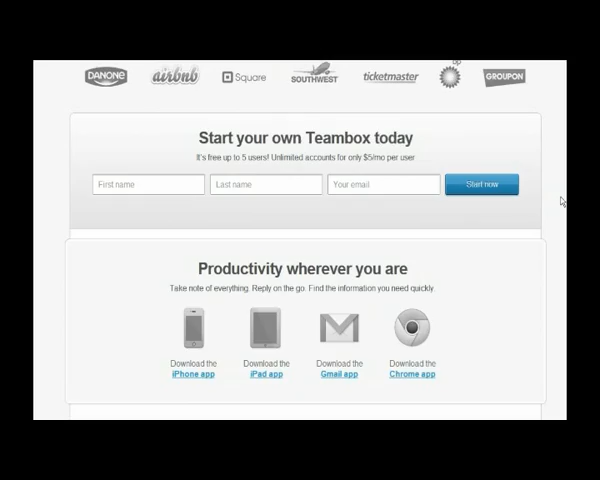 DANONE airbnb Square SOUTHWEST ticketmaster bp GROUPON
Start your own Teambox today
It's free up to 5 users! Unlimited accounts for only $5/mo per user
First name Last name Your email Start now
Productivity wherever you are
Take note of everything. Reply on the go. Find the information you need quickly.
Download the Download the Download the Download the
iPhone app iPad app Gmail app Chrome app